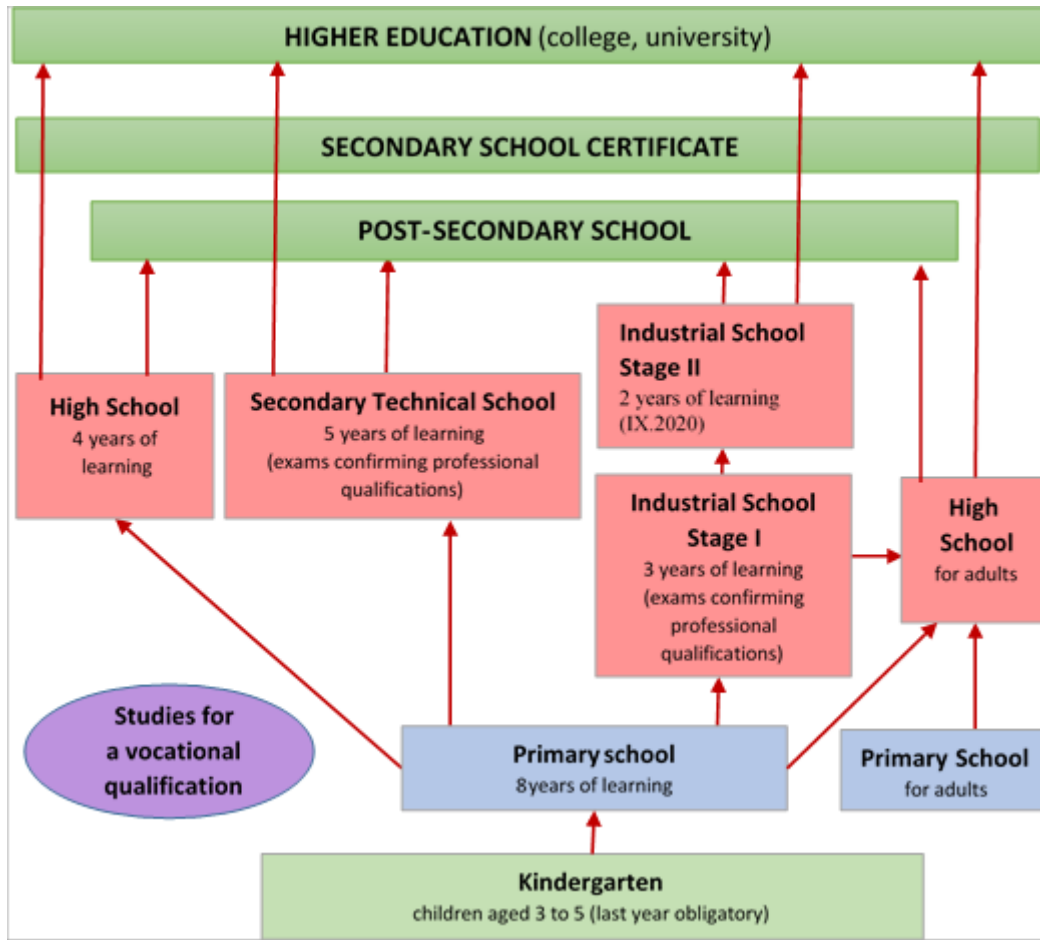 HIGHER EDUCATION (college, university)
SECONDARY SCHOOL CERTIFICATE
POST-SECONDARY SCHOOL
High School
4 years of
learning
Secondary Technical School
5 years of learning
(exams confirming professional
qualifications)
Industrial School
Stage II
2 years of learning
(IX.2020)
Industrial School
Stage I
3 years of learning
(exams confirming
professional
qualifications)
High
School
for adults
Studies for
a vocational
qualification
Primary school
8years of learning
Primary School
for adults
Kindergarten
children aged 3 to 5 (last year obligatory)